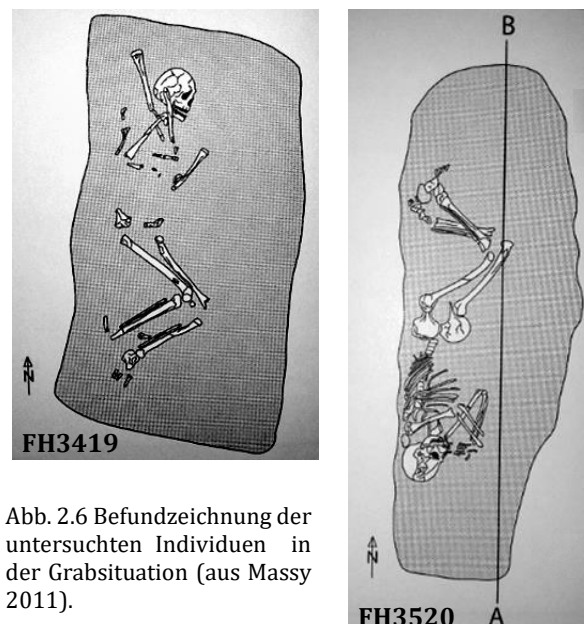 N
FH3419
Abb. 2.6 Befundzeichnung der
untersuchten Individuen in
der Grabsituation (aus Massy
2011).
B
N
FH3520
A